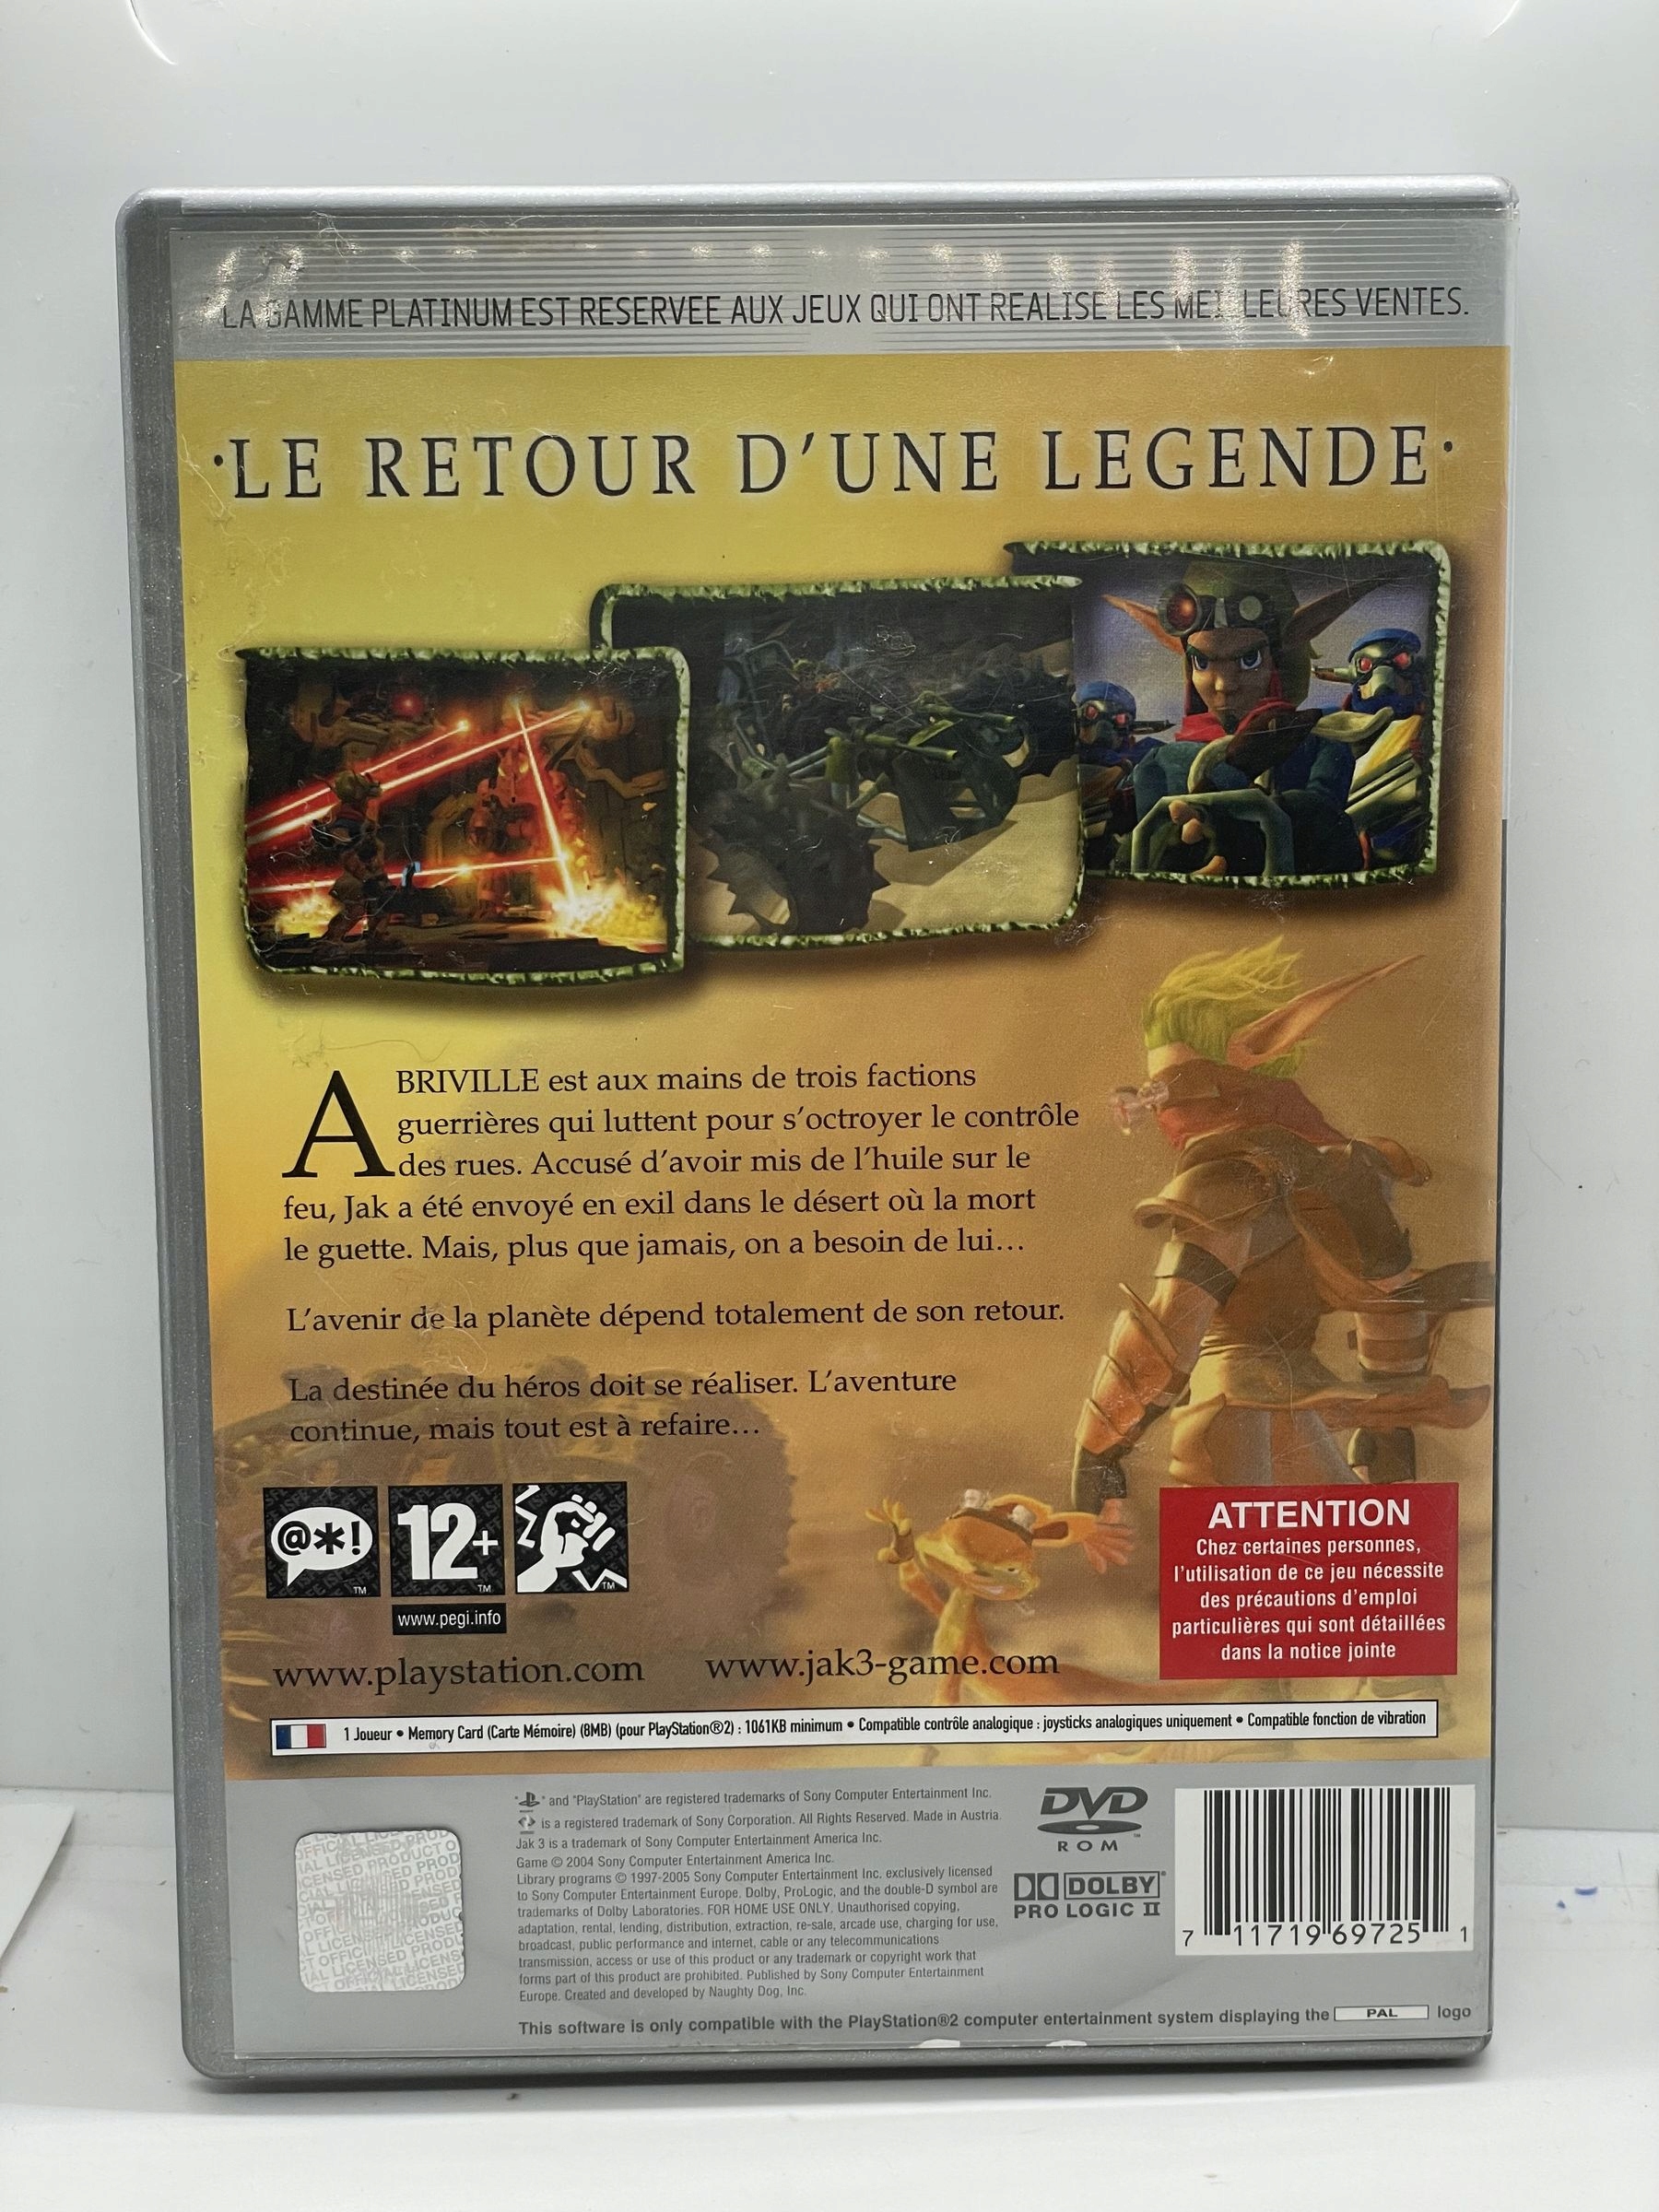 LA GAMME PLATINUM EST RESERVEE AUX JEUX QUI ONT REALISE LES MEILLEURES VENTES.
·LE RETOUR D'UNE LEGENDE·
ABRIVILLE est aux mains de trois factions
guerrières qui luttent pour s'octroyer le contrôle
des rues. Accusé d'avoir mis de l'huile sur le
feu, Jak a été envoyé en exil dans le désert où la mort
le guette. Mais, plus que jamais, on a besoin de lui...
L'avenir de la planète dépend totalement de son retour.
La destinée du héros doit se réaliser. L'aventure
continue, mais tout est à refaire...
@*!
TM
12+
TM
TM
www.pegi.info
ATTENTION
Chez certaines personnes,
l'utilisation de ce jeu nécessite
des précautions d'emploi
particulières qui sont détaillées
dans la notice jointe
www.playstation.com www.jak3-game.com
1 Joueur • Memory Card (Carte Mémoire) (8MB) (pour PlayStation®2) : 1061KB minimum • Compatible contrôle analogique : joysticks analogiques uniquement • Compatible fonction de vibration
" " and "PlayStation" are registered trademarks of Sony Computer Entertainment Inc.
is a registered trademark of Sony Corporation. All Rights Reserved. Made in Austria.
Jak 3 is a trademark of Sony Computer Entertainment America Inc.
Game © 2004 Sony Computer Entertainment America Inc.
Library programs © 1997-2005 Sony Computer Entertainment Inc. exclusively licensed
to Sony Computer Entertainment Europe. Dolby, ProLogic, and the double-D symbol are
trademarks of Dolby Laboratories. FOR HOME USE ONLY. Unauthorised copying,
adaptation, rental, lending, distribution, extraction, re-sale, arcade use, charging for use,
broadcast, public performance and internet, cable or any telecommunications
transmission, access or use of this product or any trademark or copyright work that
forms part of this product are prohibited. Published by Sony Computer Entertainment
Europe. Created and developed by Naughty Dog, Inc.
DVD
ROM
DOLBY
PRO LOGIC II
7 11719 69725 1
This software is only compatible with the PlayStation®2 computer entertainment system displaying the PAL logo